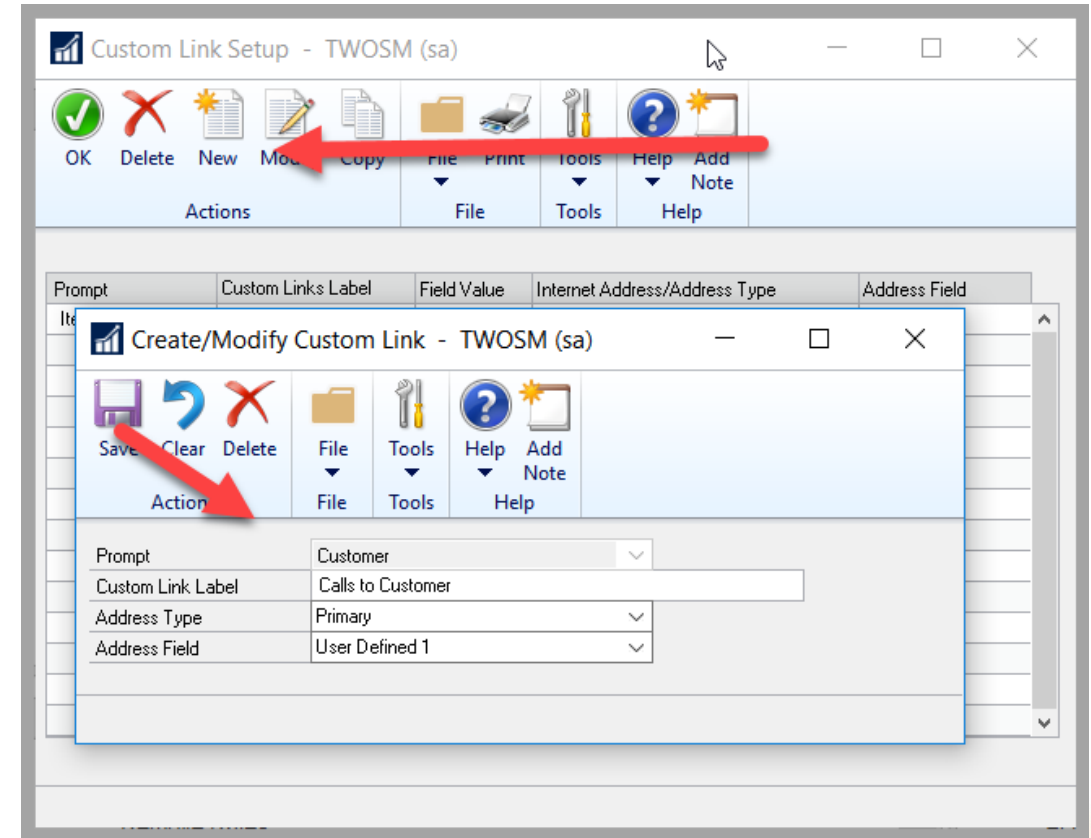 Custom Link Setup - TWOSM (sa)
OK Delete New Copy File Print Tools Help Add Note
Actions File Tools Help
Prompt Custom Links Label Field Value Internet Address/Address Type Address Field
Create/Modify Custom Link - TWOSM (sa)
Save Clear Delete File Tools Help Add Note
File Tools Help
Prompt Customer
Custom Link Label Calls to Customer
Address Type Primary
Address Field User Defined 1